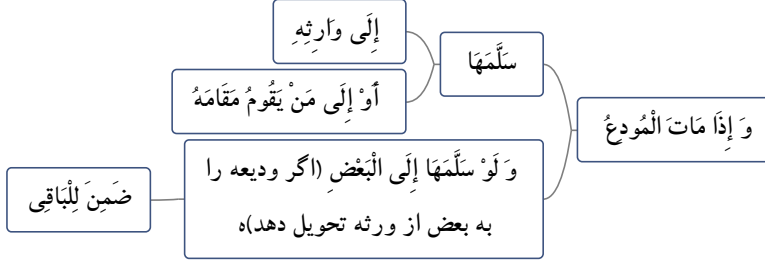 وَ إِذَا مَاتَ الْمُودِعُ
سَلَّمَهَا
إِلَى وَارِثِهِ
أَوْ إِلَى مَنْ يَقُومُ مَقَامَهُ
وَ لَوْ سَلَّمَهَا إِلَى الْبَعْضِ (اگر ودیعه را
به بعض از ورثه تحویل دهد)ه
ضَمِنَ لِلْبَاقِی